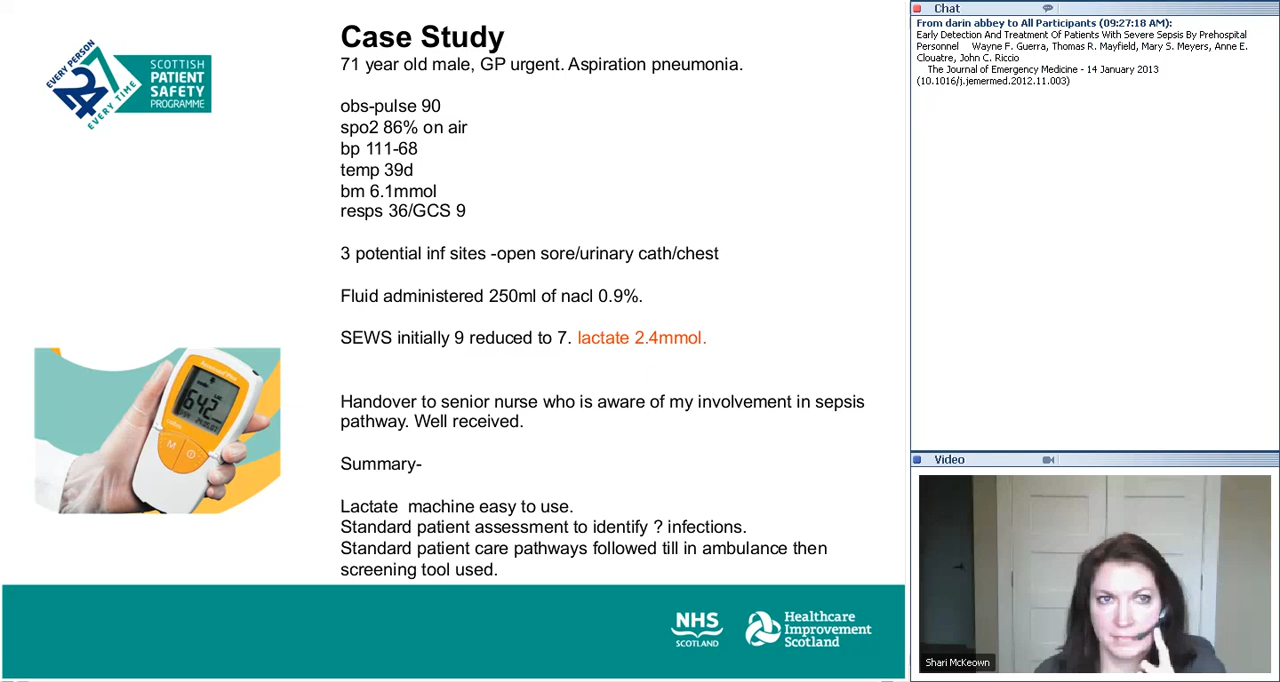 Case Study
71 year old male, GP urgent. Aspiration pneumonia.
obs-pulse 90
spo2 86% on air
bp 111-68
temp 39d
bm 6.1mmol
resps 36/GCS 9
3 potential inf sites -open sore/urinary cath/chest
Fluid administered 250ml of nacl 0.9%.
SEWS initially 9 reduced to 7. lactate 2.4mmol.
Handover to senior nurse who is aware of my involvement in sepsis
pathway. Well received.
Summary-
Lactate  machine easy to use.
Standard patient assessment to identify ? infections.
Standard patient care pathways followed till in ambulance then
screening tool used.
EVERY PERSON
24
7
EVERY TIME
SCOTTISH
PATIENT
SAFETY
PROGRAMME
642
M
NHS
SCOTLAND
Healthcare
Improvement
Scotland
Chat
From darin abbey to All Participants (09:27:18 AM):
Early Detection And Treatment Of Patients With Severe Sepsis By Prehospital
Personnel    Wayne F. Guerra, Thomas R. Mayfield, Mary S. Meyers, Anne E.
Clouatre, John C. Riccio
The Journal of Emergency Medicine - 14 January 2013
(10.1016/j.jemermed.2012.11.003)
Video
Shari McKeown